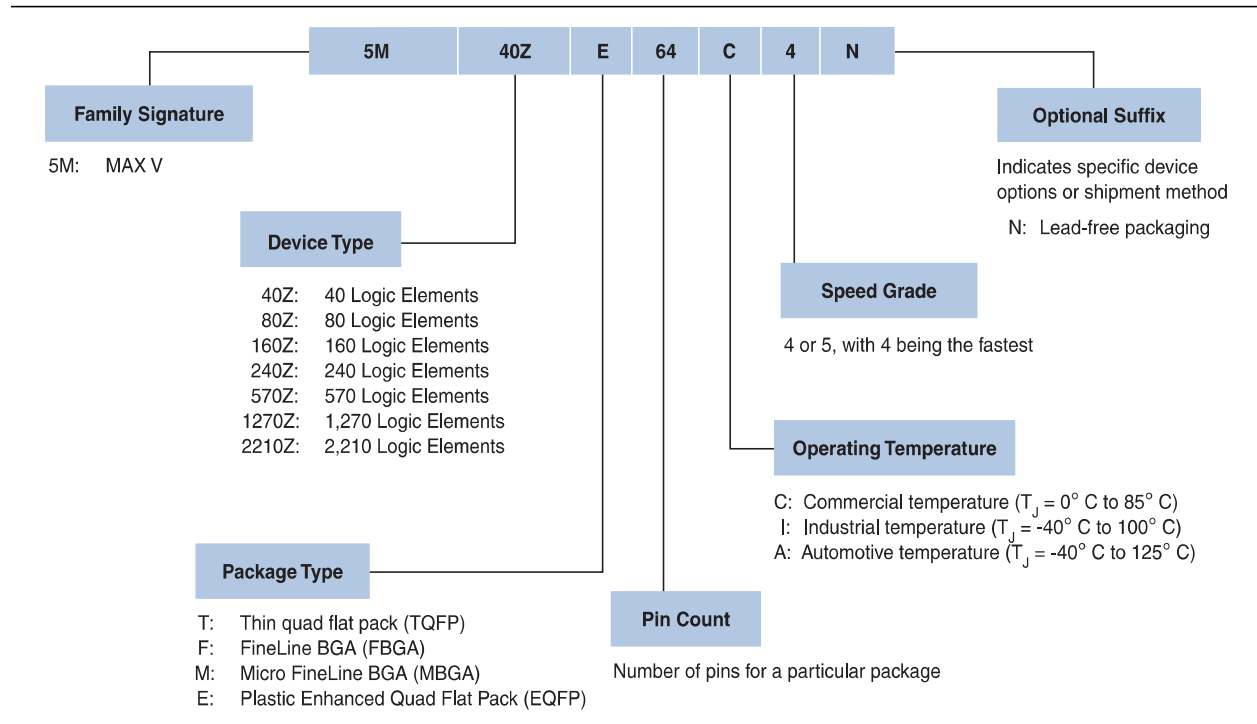 5M 40Z E 64 C 4 N
Family Signature
5M: MAX V
Optional Suffix
Indicates specific device
options or shipment method
N: Lead-free packaging
Device Type
40Z: 40 Logic Elements
80Z: 80 Logic Elements
160Z: 160 Logic Elements
240Z: 240 Logic Elements
570Z: 570 Logic Elements
1270Z: 1,270 Logic Elements
2210Z: 2,210 Logic Elements
Speed Grade
4 or 5, with 4 being the fastest
Operating Temperature
C: Commercial temperature (TJ = 0° C to 85° C)
I: Industrial temperature (TJ = -40° C to 100° C)
A: Automotive temperature (TJ = -40° C to 125° C)
Package Type
T: Thin quad flat pack (TQFP)
F: FineLine BGA (FBGA)
M: Micro FineLine BGA (MBGA)
E: Plastic Enhanced Quad Flat Pack (EQFP)
Pin Count
Number of pins for a particular package